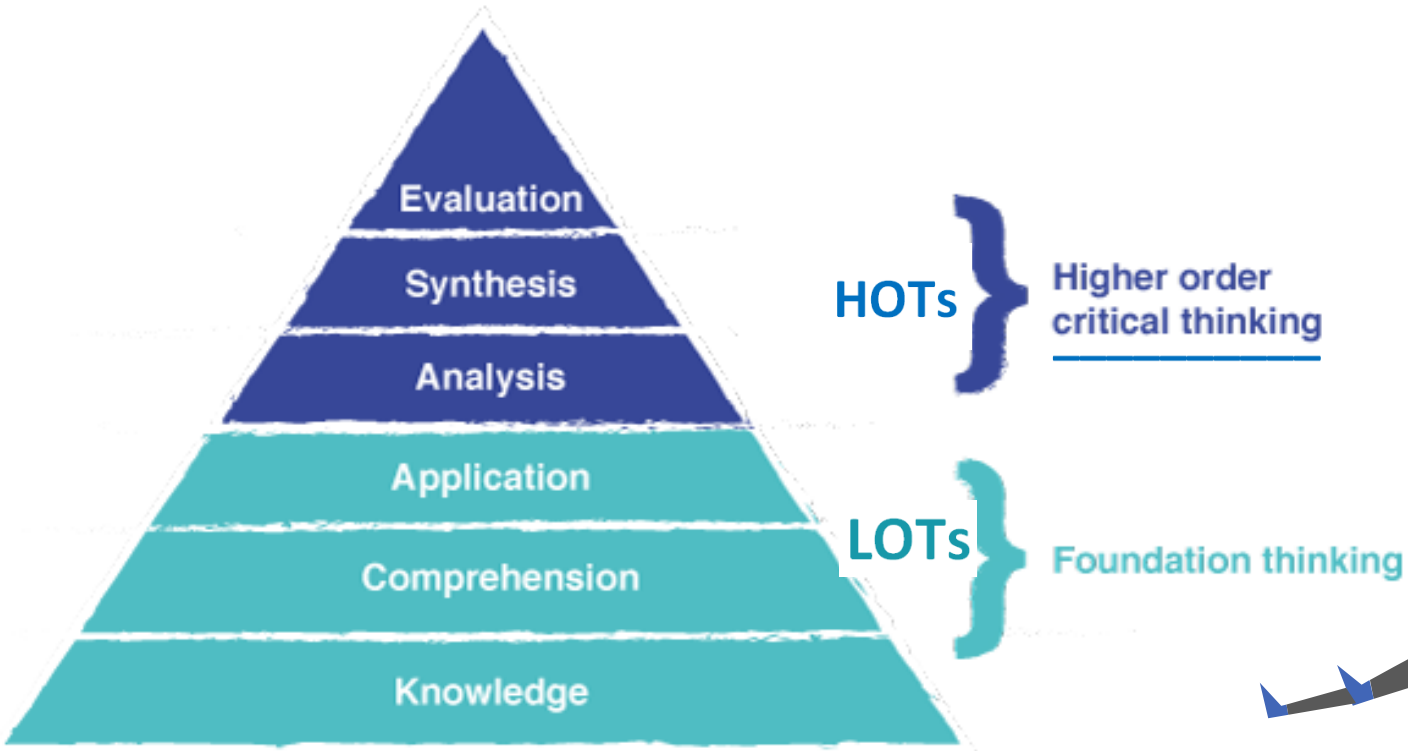 Evaluation
Synthesis
Analysis
Application
Comprehension
Knowledge
HOTs
Higher order
critical thinking
LOTs
Foundation thinking